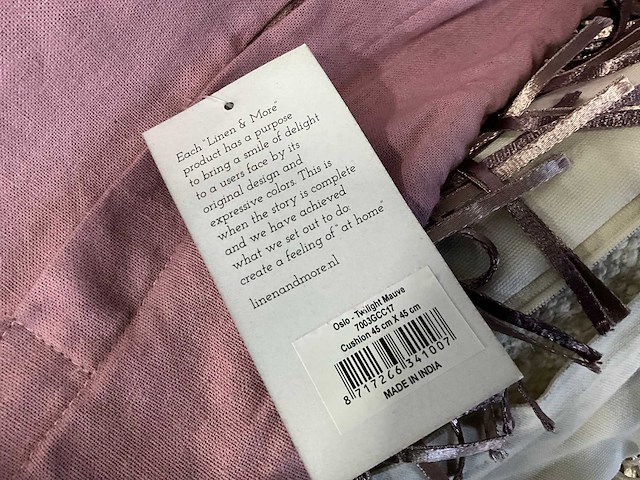 Each "Linen & More"
product has a purpose
to bring a smile of delight
to a users face by its
original design and
expressive colors. This is
when the story is complete
and we have achieved
what we set out to do:
create a feeling of "at home"
linenandmore.nl
Oslo - Twilight Mauve
7003GCC17
Cushion 45 cm X 45 cm
8 717266 341007
MADE IN INDIA